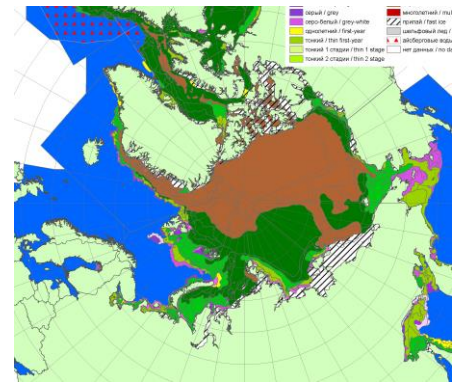 серый / grey
серо-белый / grey-white
однолетний / first-year
тонкий / thin first-year
тонкий 1 стадии / thin 1 stage
тонкий 2 стадии / thin 2 stage
многолетний / mul
припай / fast ice
шельфовый лед /
айсберговые воды
нет данных / no da